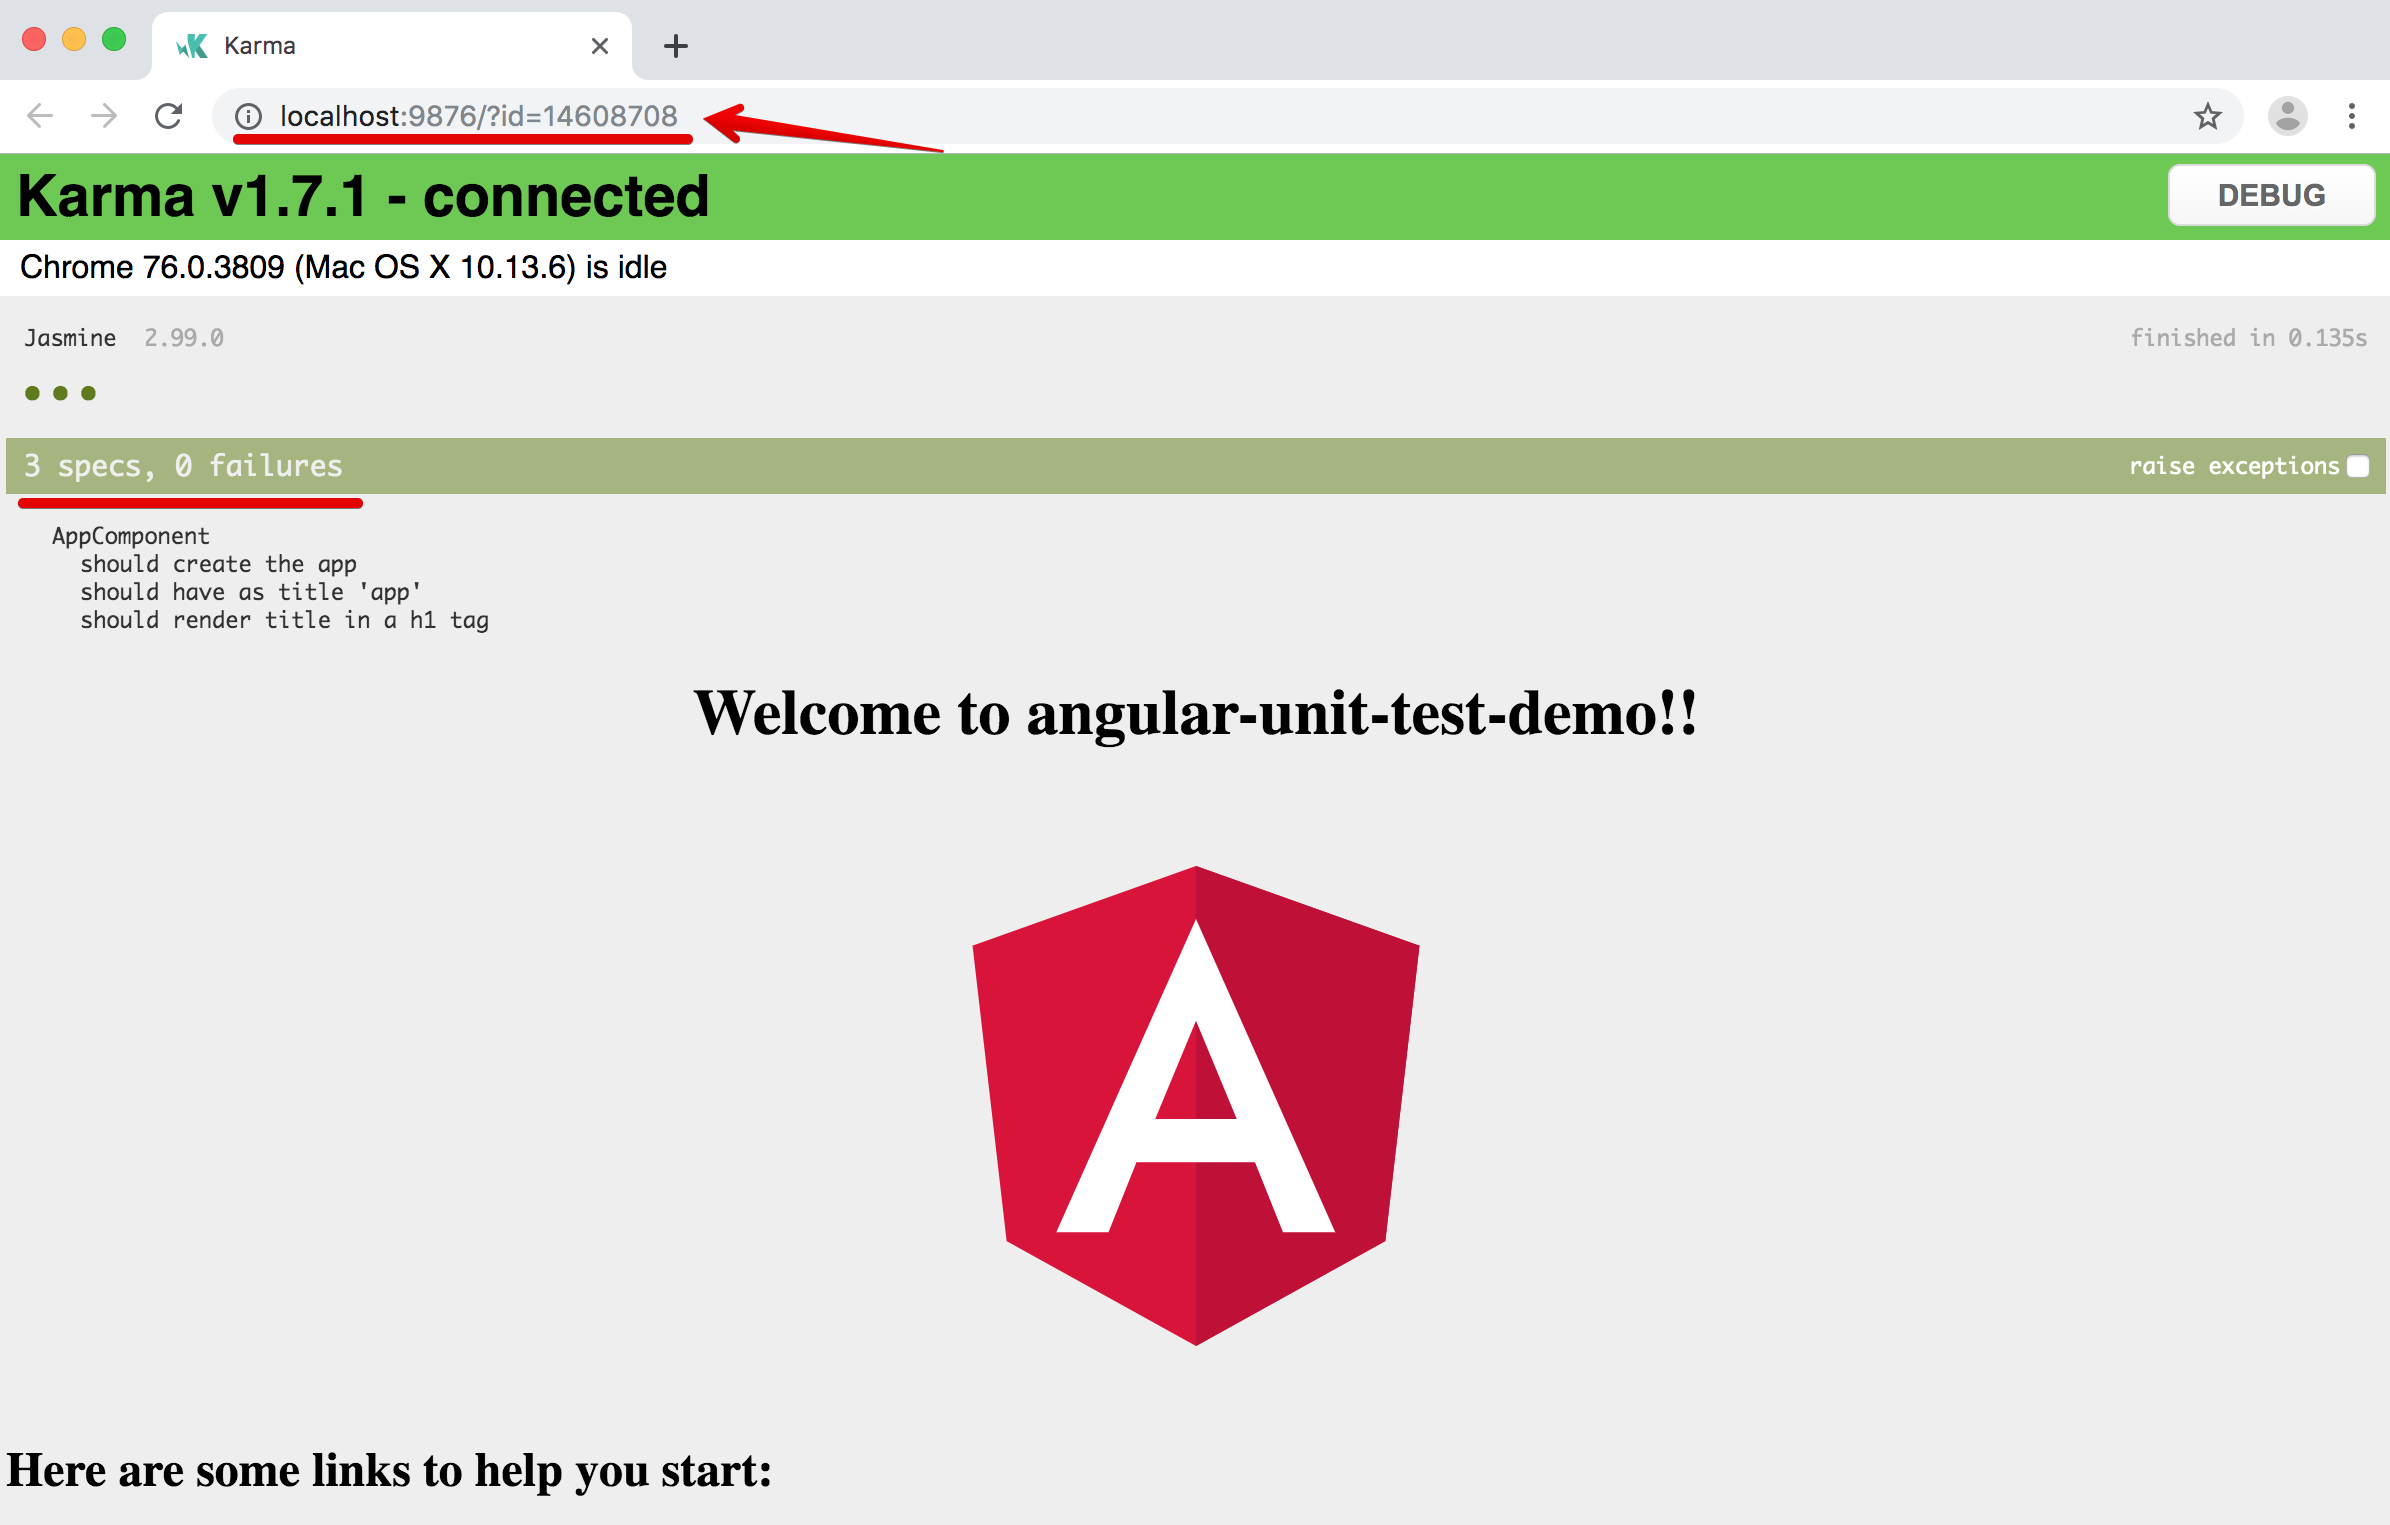 Karma
localhost:9876/?id=14608708
Karma v1.7.1 - connected
DEBUG
Chrome 76.0.3809 (Mac OS X 10.13.6) is idle
Jasmine 2.99.0
finished in 0.135s
3 specs, 0 failures
raise exceptions
AppComponent
should create the app
should have as title 'app'
should render title in a h1 tag
Welcome to angular-unit-test-demo!!
A
Here are some links to help you start: